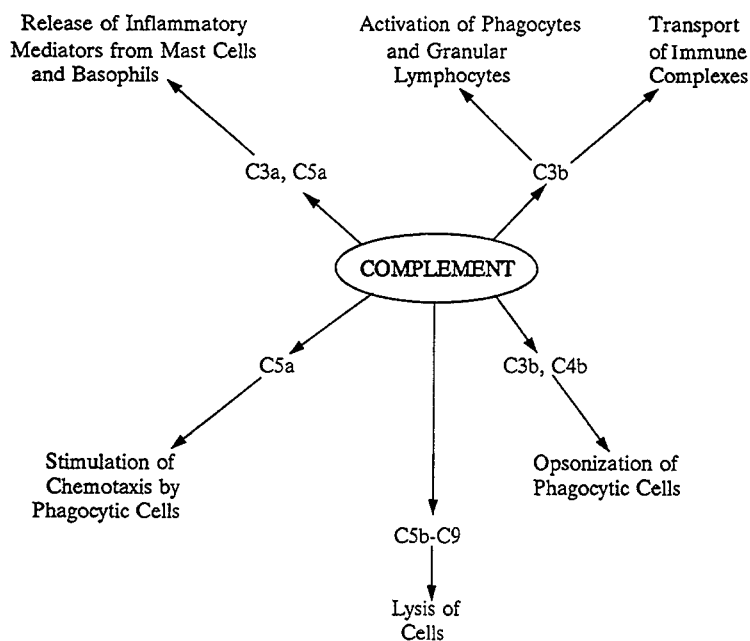 Release of Inflammatory
Mediators from Mast Cells
and Basophils
Activation of Phagocytes
and Granular
Lymphocytes
Transport
of Immune
Complexes
C3a, C5a
C3b
COMPLEMENT
C5a
C3b, C4b
Stimulation of
Chemotaxis by
Phagocytic Cells
Opsonization of
Phagocytic Cells
C5b-C9
Lysis of
Cells